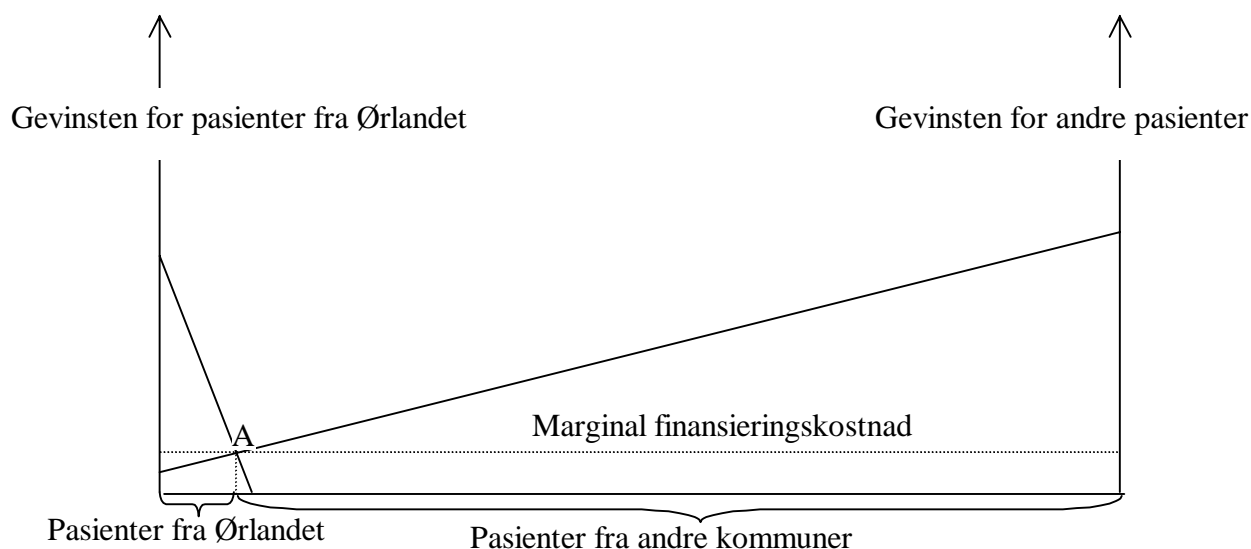 Gevinsten for pasienter fra Ørlandet
Gevinsten for andre pasienter
Marginal finansieringskostnad
A
Pasienter fra Ørlandet
Pasienter fra andre kommuner